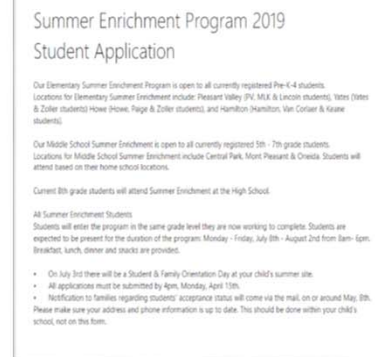 Summer Enrichment Program 2019
Student Application
Our Elementary Summer Enrichment Program is open to all currently registered Pre-K-4 students.
Locations for Elementary Summer Enrichment include: Pleasant Valley (PV, MLK & Lincoln students), Yates (Yates
& Zoller students) Howe (Howe, Paige & Zoller students), and Hamilton (Hamilton, Van Corlaer & Keane
students).
Our Middle School Summer Enrichment is open to all currently registered 5th - 7th grade students.
Locations for Middle School Summer Enrichment include Central Park, Mont Pleasant & Oneida. Students will
attend based on their home school locations.
Current 8th grade students will attend Summer Enrichment at the High School.
All Summer Enrichment Students
Students will enter the program in the same grade level they are now working to complete. Students are
expected to be present for the duration of the program: Monday - Friday, July 8th - August 2nd from 8am- 6pm.
Breakfast, lunch, dinner and snacks are provided.
• On July 3rd there will be a Student & Family Orientation Day at your child's summer site.
• All applications must be submitted by 4pm, Monday, April 15th.
• Notification to families regarding students' acceptance status will come via the mail, on or around May, 8th.
Please make sure your address and phone information is up to date. This should be done within your child's
school, not on this form.